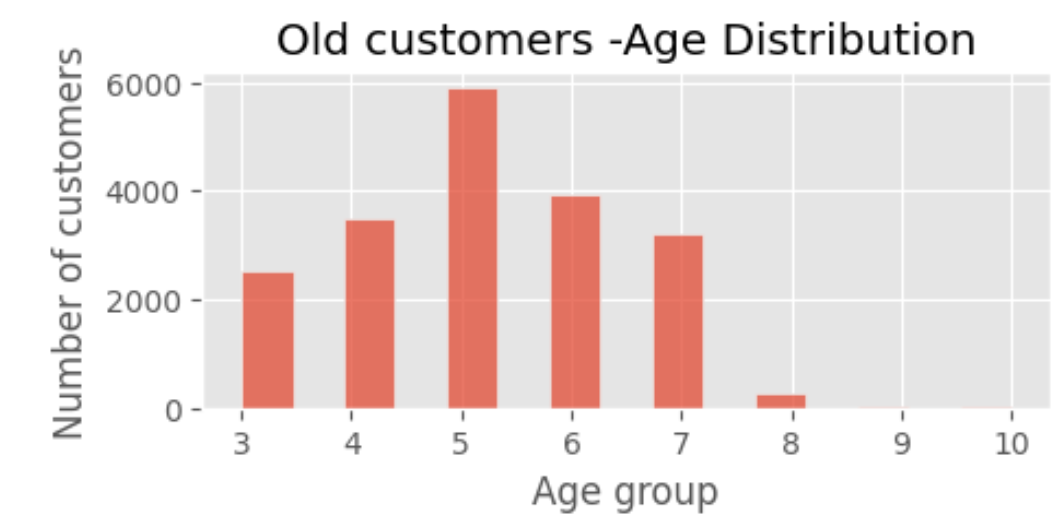 Old customers -Age Distribution
Number of customers
6000
4000
2000
0
3 4 5 6 7 8 9 10
Age group